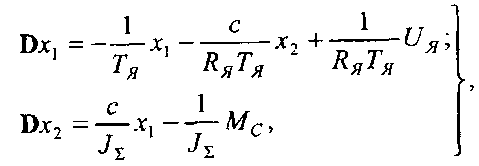 Dx₁ = −(1/T_Я)x₁ − (c/(R_Я T_Я))x₂ + (1/(R_Я T_Я))U_Я;
Dx₂ = (c/J_Σ)x₁ − (1/J_Σ)M_C,
},